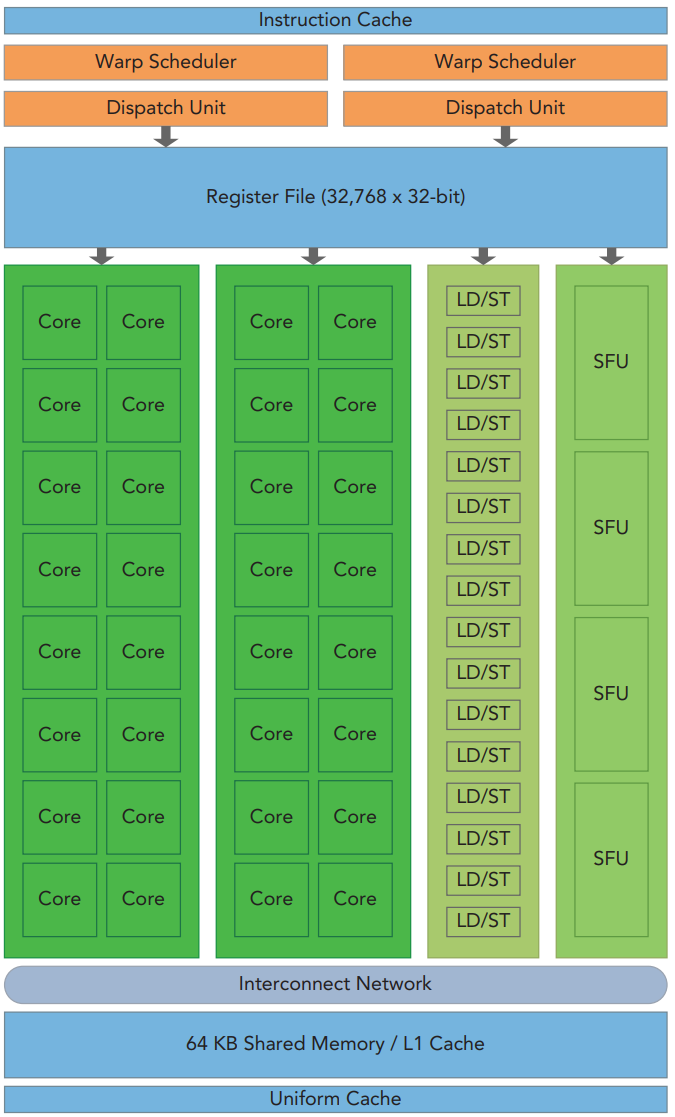 Instruction Cache
Warp Scheduler Warp Scheduler
Dispatch Unit Dispatch Unit
Register File (32,768 x 32-bit)
Core Core Core Core LD/ST
SFU
LD/ST
Core Core Core Core LD/ST
LD/ST
Core Core Core Core LD/ST
SFU
LD/ST
Core Core Core Core LD/ST
LD/ST
Core Core Core Core LD/ST
SFU
LD/ST
Core Core Core Core LD/ST
LD/ST
Core Core Core Core LD/ST
SFU
LD/ST
Core Core Core Core LD/ST
LD/ST
Interconnect Network
64 KB Shared Memory / L1 Cache
Uniform Cache